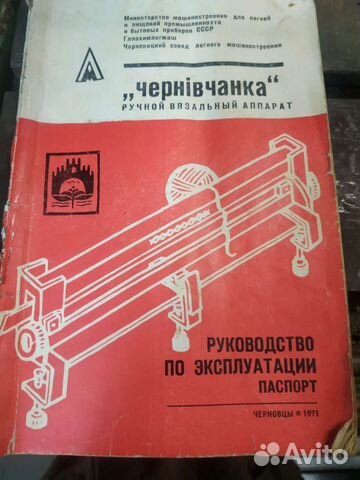 Министерство машиностроения для легкой
и пищевой промышленности
и бытовых приборов СССР
Главхимлегмаш
Черновицкий завод легкого машиностроения
„чернівчанка“
РУЧНОЙ ВЯЗАЛЬНЫЙ АППАРАТ
РУКОВОДСТВО
ПО ЭКСПЛУАТАЦИИ
ПАСПОРТ
ЧЕРНОВЦЫ * 1971
Avito